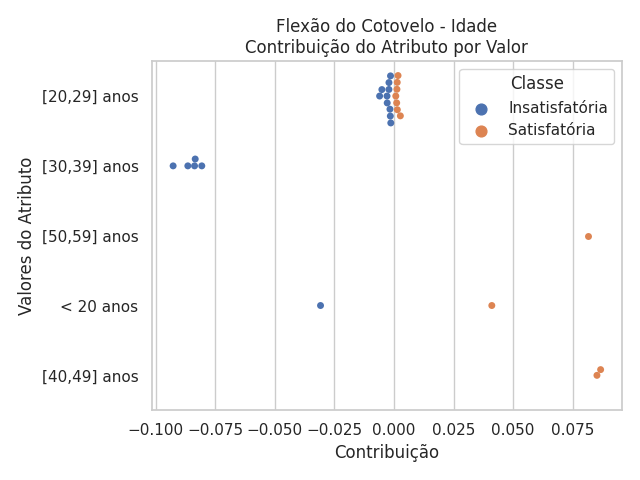 Flexão do Cotovelo - Idade
Contribuição do Atributo por Valor
Classe
Insatisfatória
Satisfatória
Valores do Atributo
[20,29] anos
[30,39] anos
[50,59] anos
< 20 anos
[40,49] anos
−0.100 −0.075 −0.050 −0.025 0.000 0.025 0.050 0.075
Contribuição